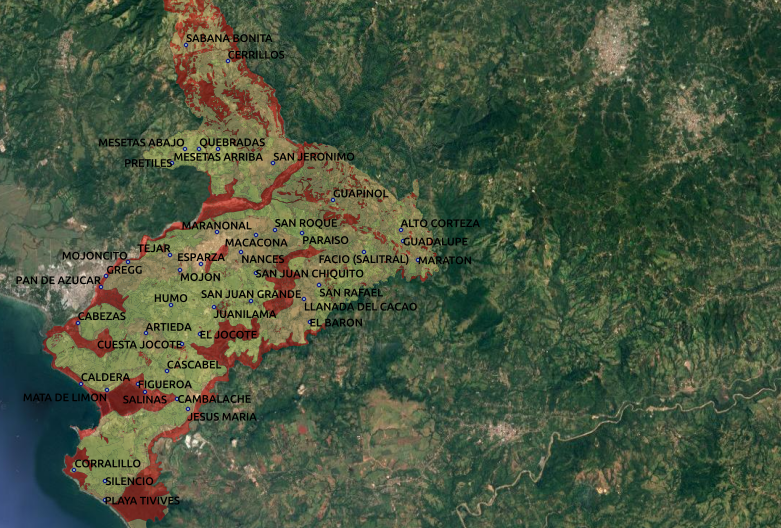 SABANA BONITA
CERRILLOS
MESETAS ABAJO
QUEBRADAS
PRETILES
MESETAS ARRIBA
SAN JERONIMO
GUAPINOL
MARANONAL
SAN ROQUE
ALTO CORTEZA
MACACONA
PARAISO
GUADALUPE
TEJAR
MOJONCITO
ESPARZA
NANCES
FACIO (SALITRAL)
MARATON
GREGG
MOJON
SAN JUAN CHIQUITO
PAN DE AZUCAR
HUMO
SAN JUAN GRANDE
SAN RAFAEL
JUANILAMA
LLANADA DEL CACAO
CABEZAS
EL BARON
ARTIEDA
EL JOCOTE
CUESTA JOCOTE
CASCABEL
CALDERA
FIGUEROA
MATA DE LIMON
SALINAS
CAMBALACHE
JESUS MARIA
CORRALILLO
SILENCIO
PLAYA TIVIVES